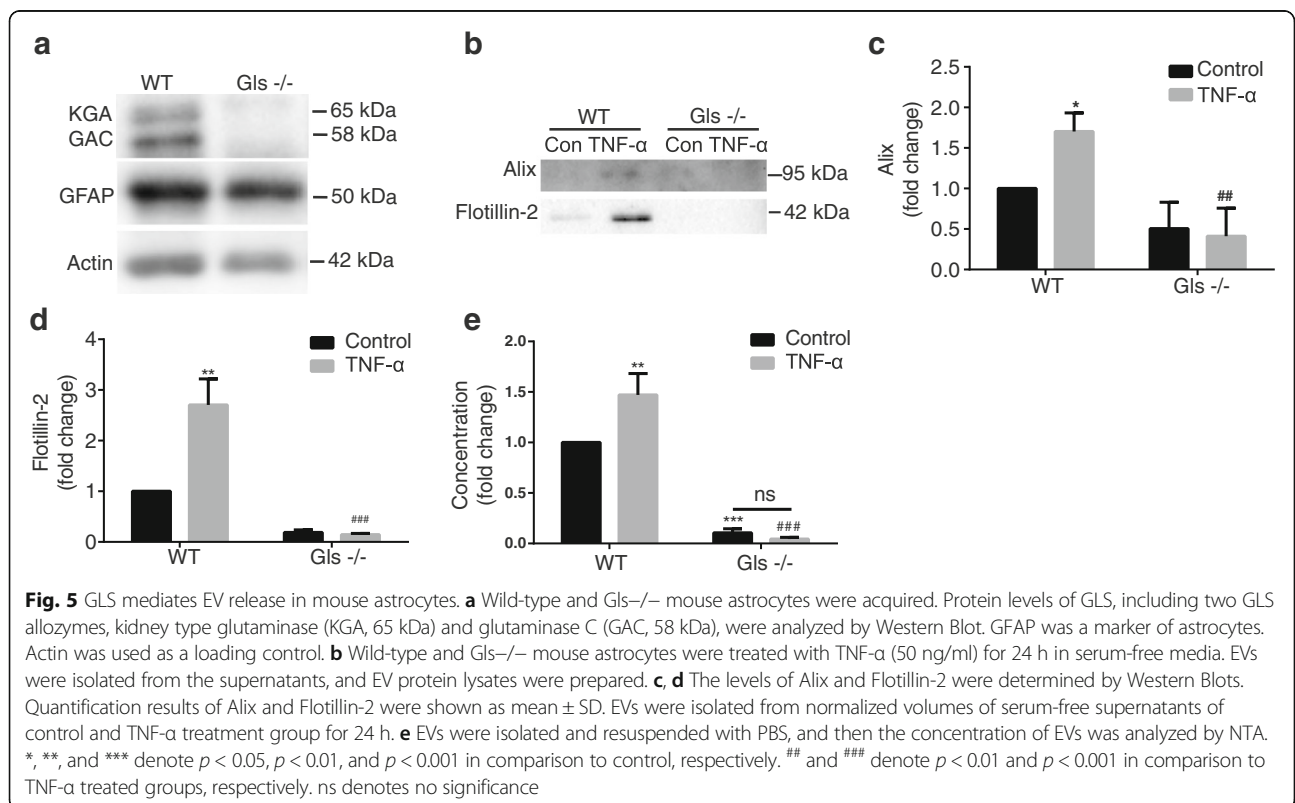 a
WT Gls -/-
KGA
GAC
65 kDa
58 kDa
GFAP
50 kDa
Actin
42 kDa
b
WT Gls -/-
Con TNF-α Con TNF-α
Alix
95 kDa
Flotillin-2
42 kDa
c
Control
TNF-α
Alix
(fold change)
2.5
2.0
1.5
1.0
0.5
0.0
*
##
WT Gls -/-
d
Control
TNF-α
Flotillin-2
(fold change)
4
3
2
1
0
**
###
WT Gls -/-
e
Control
TNF-α
Concentration
(fold change)
2.0
1.5
1.0
0.5
0.0
**
ns
*** ###
WT Gls -/-
Fig. 5 GLS mediates EV release in mouse astrocytes. a Wild-type and Gls−/− mouse astrocytes were acquired. Protein levels of GLS, including two GLS
allozymes, kidney type glutaminase (KGA, 65 kDa) and glutaminase C (GAC, 58 kDa), were analyzed by Western Blot. GFAP was a marker of astrocytes.
Actin was used as a loading control. b Wild-type and Gls−/− mouse astrocytes were treated with TNF-α (50 ng/ml) for 24 h in serum-free media. EVs
were isolated from the supernatants, and EV protein lysates were prepared. c, d The levels of Alix and Flotillin-2 were determined by Western Blots.
Quantification results of Alix and Flotillin-2 were shown as mean ± SD. EVs were isolated from normalized volumes of serum-free supernatants of
control and TNF-α treatment group for 24 h. e EVs were isolated and resuspended with PBS, and then the concentration of EVs was analyzed by NTA.
*, **, and *** denote p < 0.05, p < 0.01, and p < 0.001 in comparison to control, respectively. ## and ### denote p < 0.01 and p < 0.001 in comparison to
TNF-α treated groups, respectively. ns denotes no significance